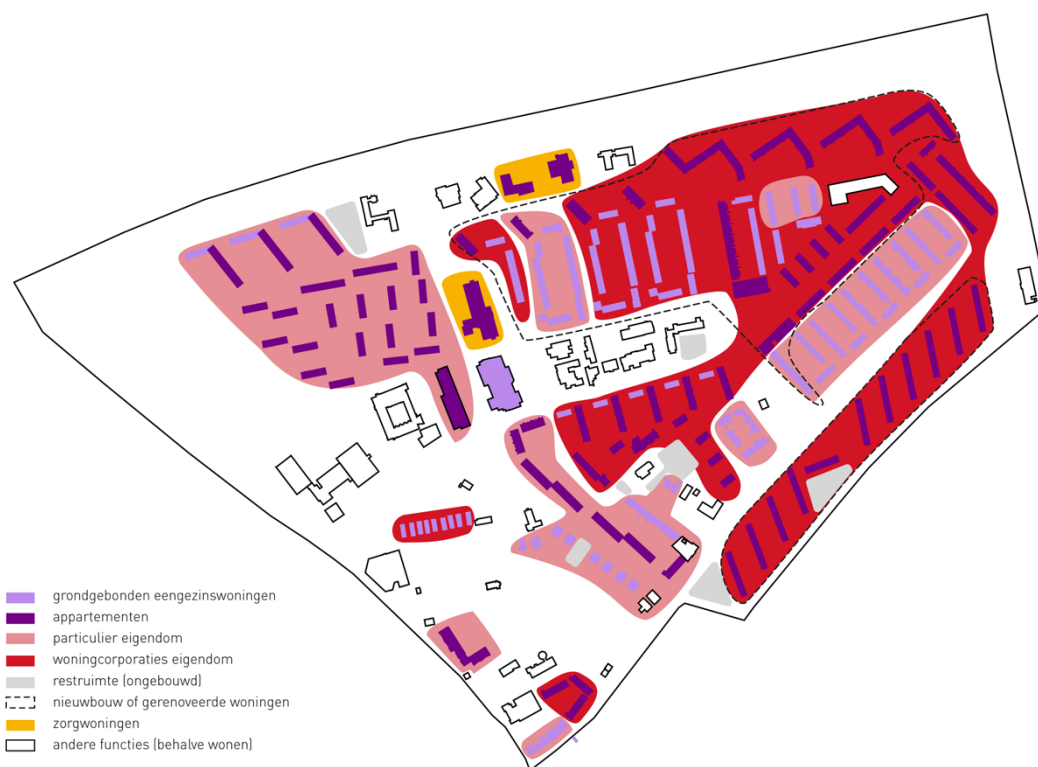 grondgebonden eengezinswoningen
appartementen
particulier eigendom
woningcorporaties eigendom
restruimte (ongebouwd)
nieuwbouw of gerenoveerde woningen
zorgwoningen
andere functies (behalve wonen)